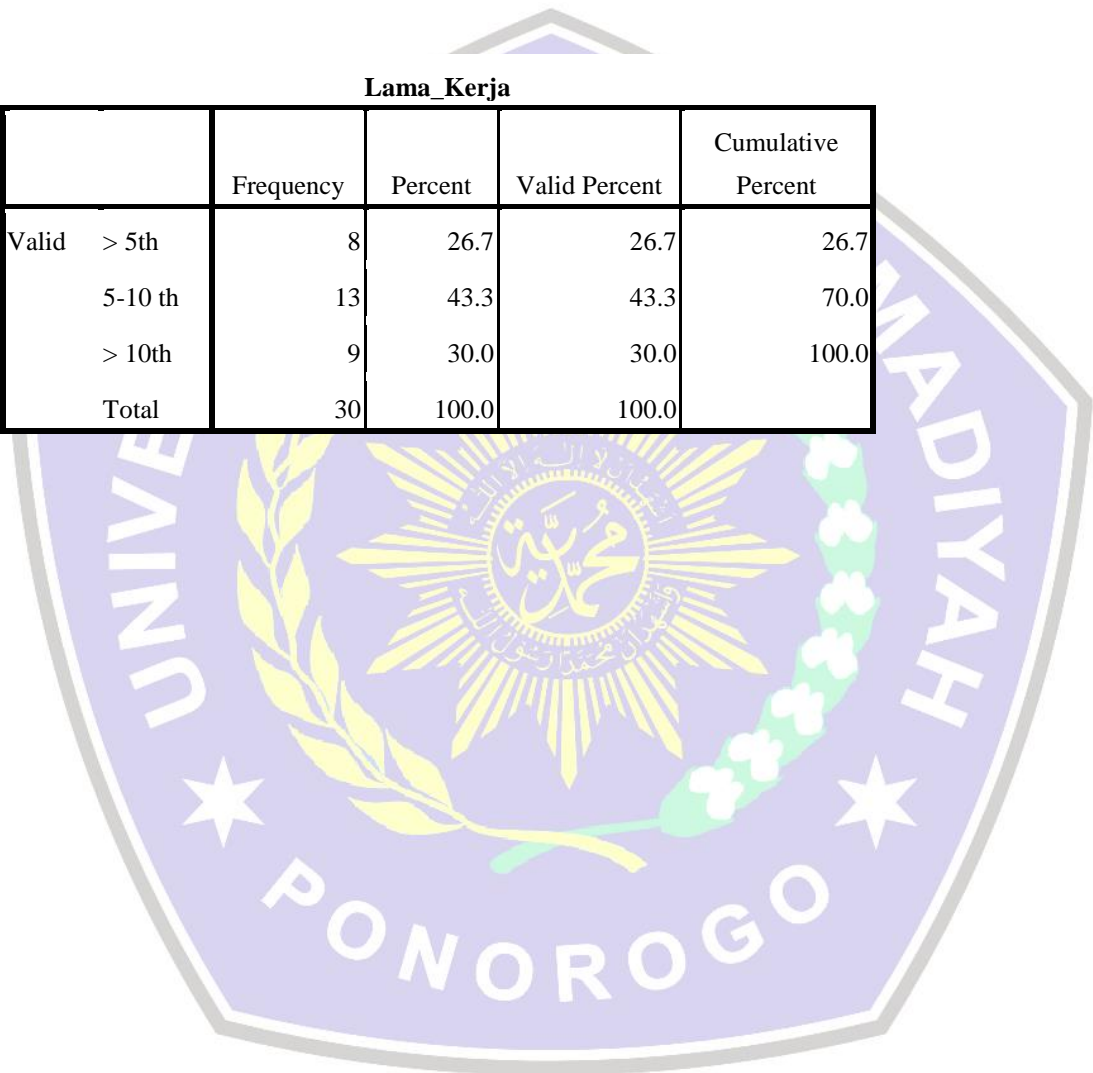 Lama_Kerja
Frequency Percent Valid Percent Cumulative Percent
Valid > 5th 8 26.7 26.7 26.7
5-10 th 13 43.3 43.3 70.0
> 10th 9 30.0 30.0 100.0
Total 30 100.0 100.0
UNIVE
MADIYAH
PONOROGO